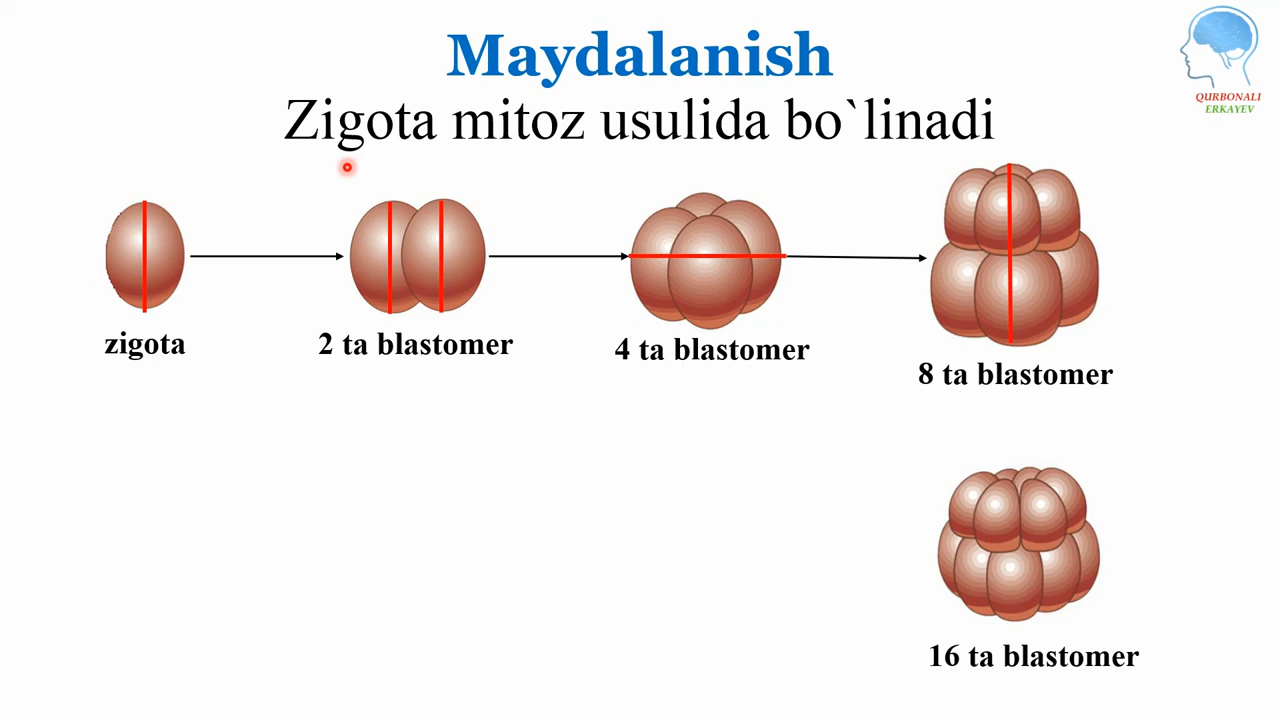 Maydalanish
Zigota mitoz usulida bo`linadi
QURBONALI
ERKAYEV
zigota
2 ta blastomer
4 ta blastomer
8 ta blastomer
16 ta blastomer